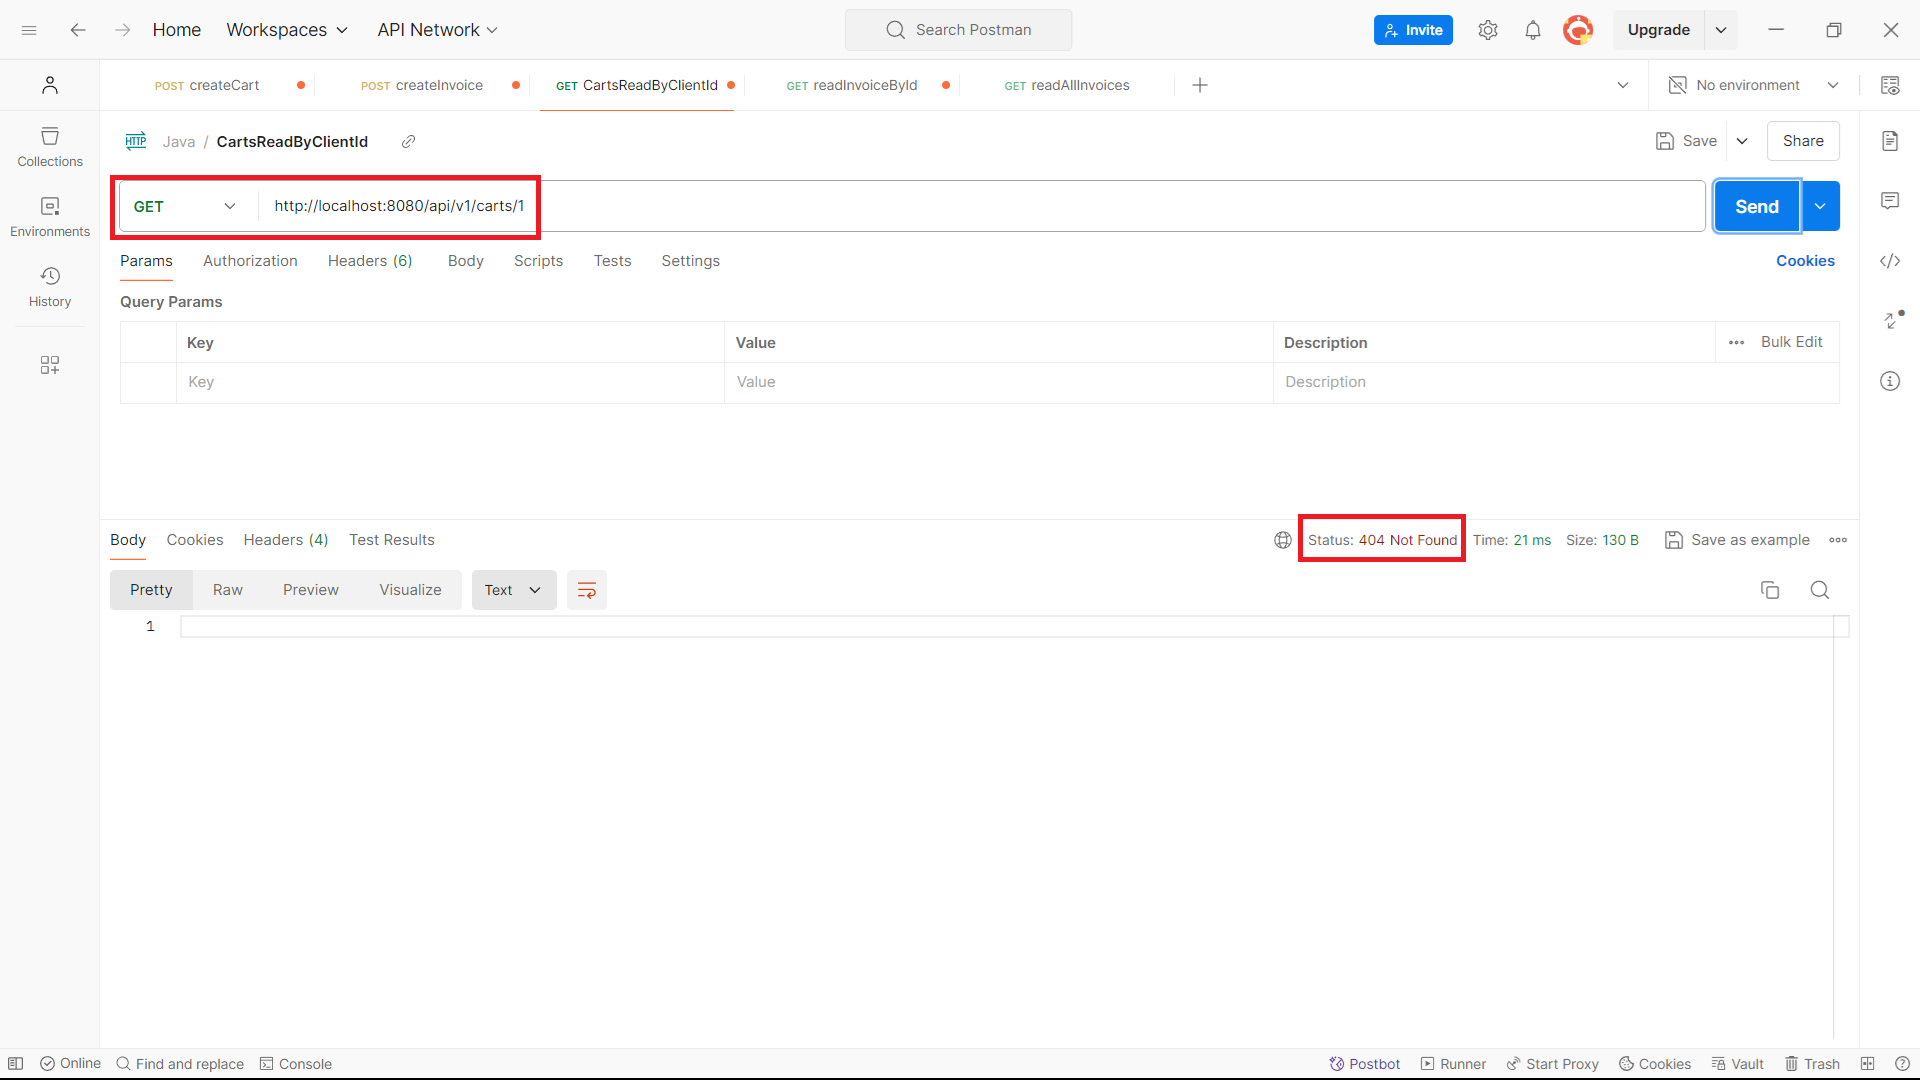 Home Workspaces API Network Search Postman Invite Upgrade
POST createCart POST createInvoice GET CartsReadByClientId GET readInvoiceById GET readAllInvoices No environment
HTTP Java / CartsReadByClientId Save Share
Collections
GET http://localhost:8080/api/v1/carts/1 Send
Environments
Params Authorization Headers (6) Body Scripts Tests Settings Cookies
History
Query Params
Key Value Description Bulk Edit
Key Value Description
Body Cookies Headers (4) Test Results Status: 404 Not Found Time: 21 ms Size: 130 B Save as example
Pretty Raw Preview Visualize Text
1
Online Find and replace Console Postbot Runner Start Proxy Cookies Vault Trash